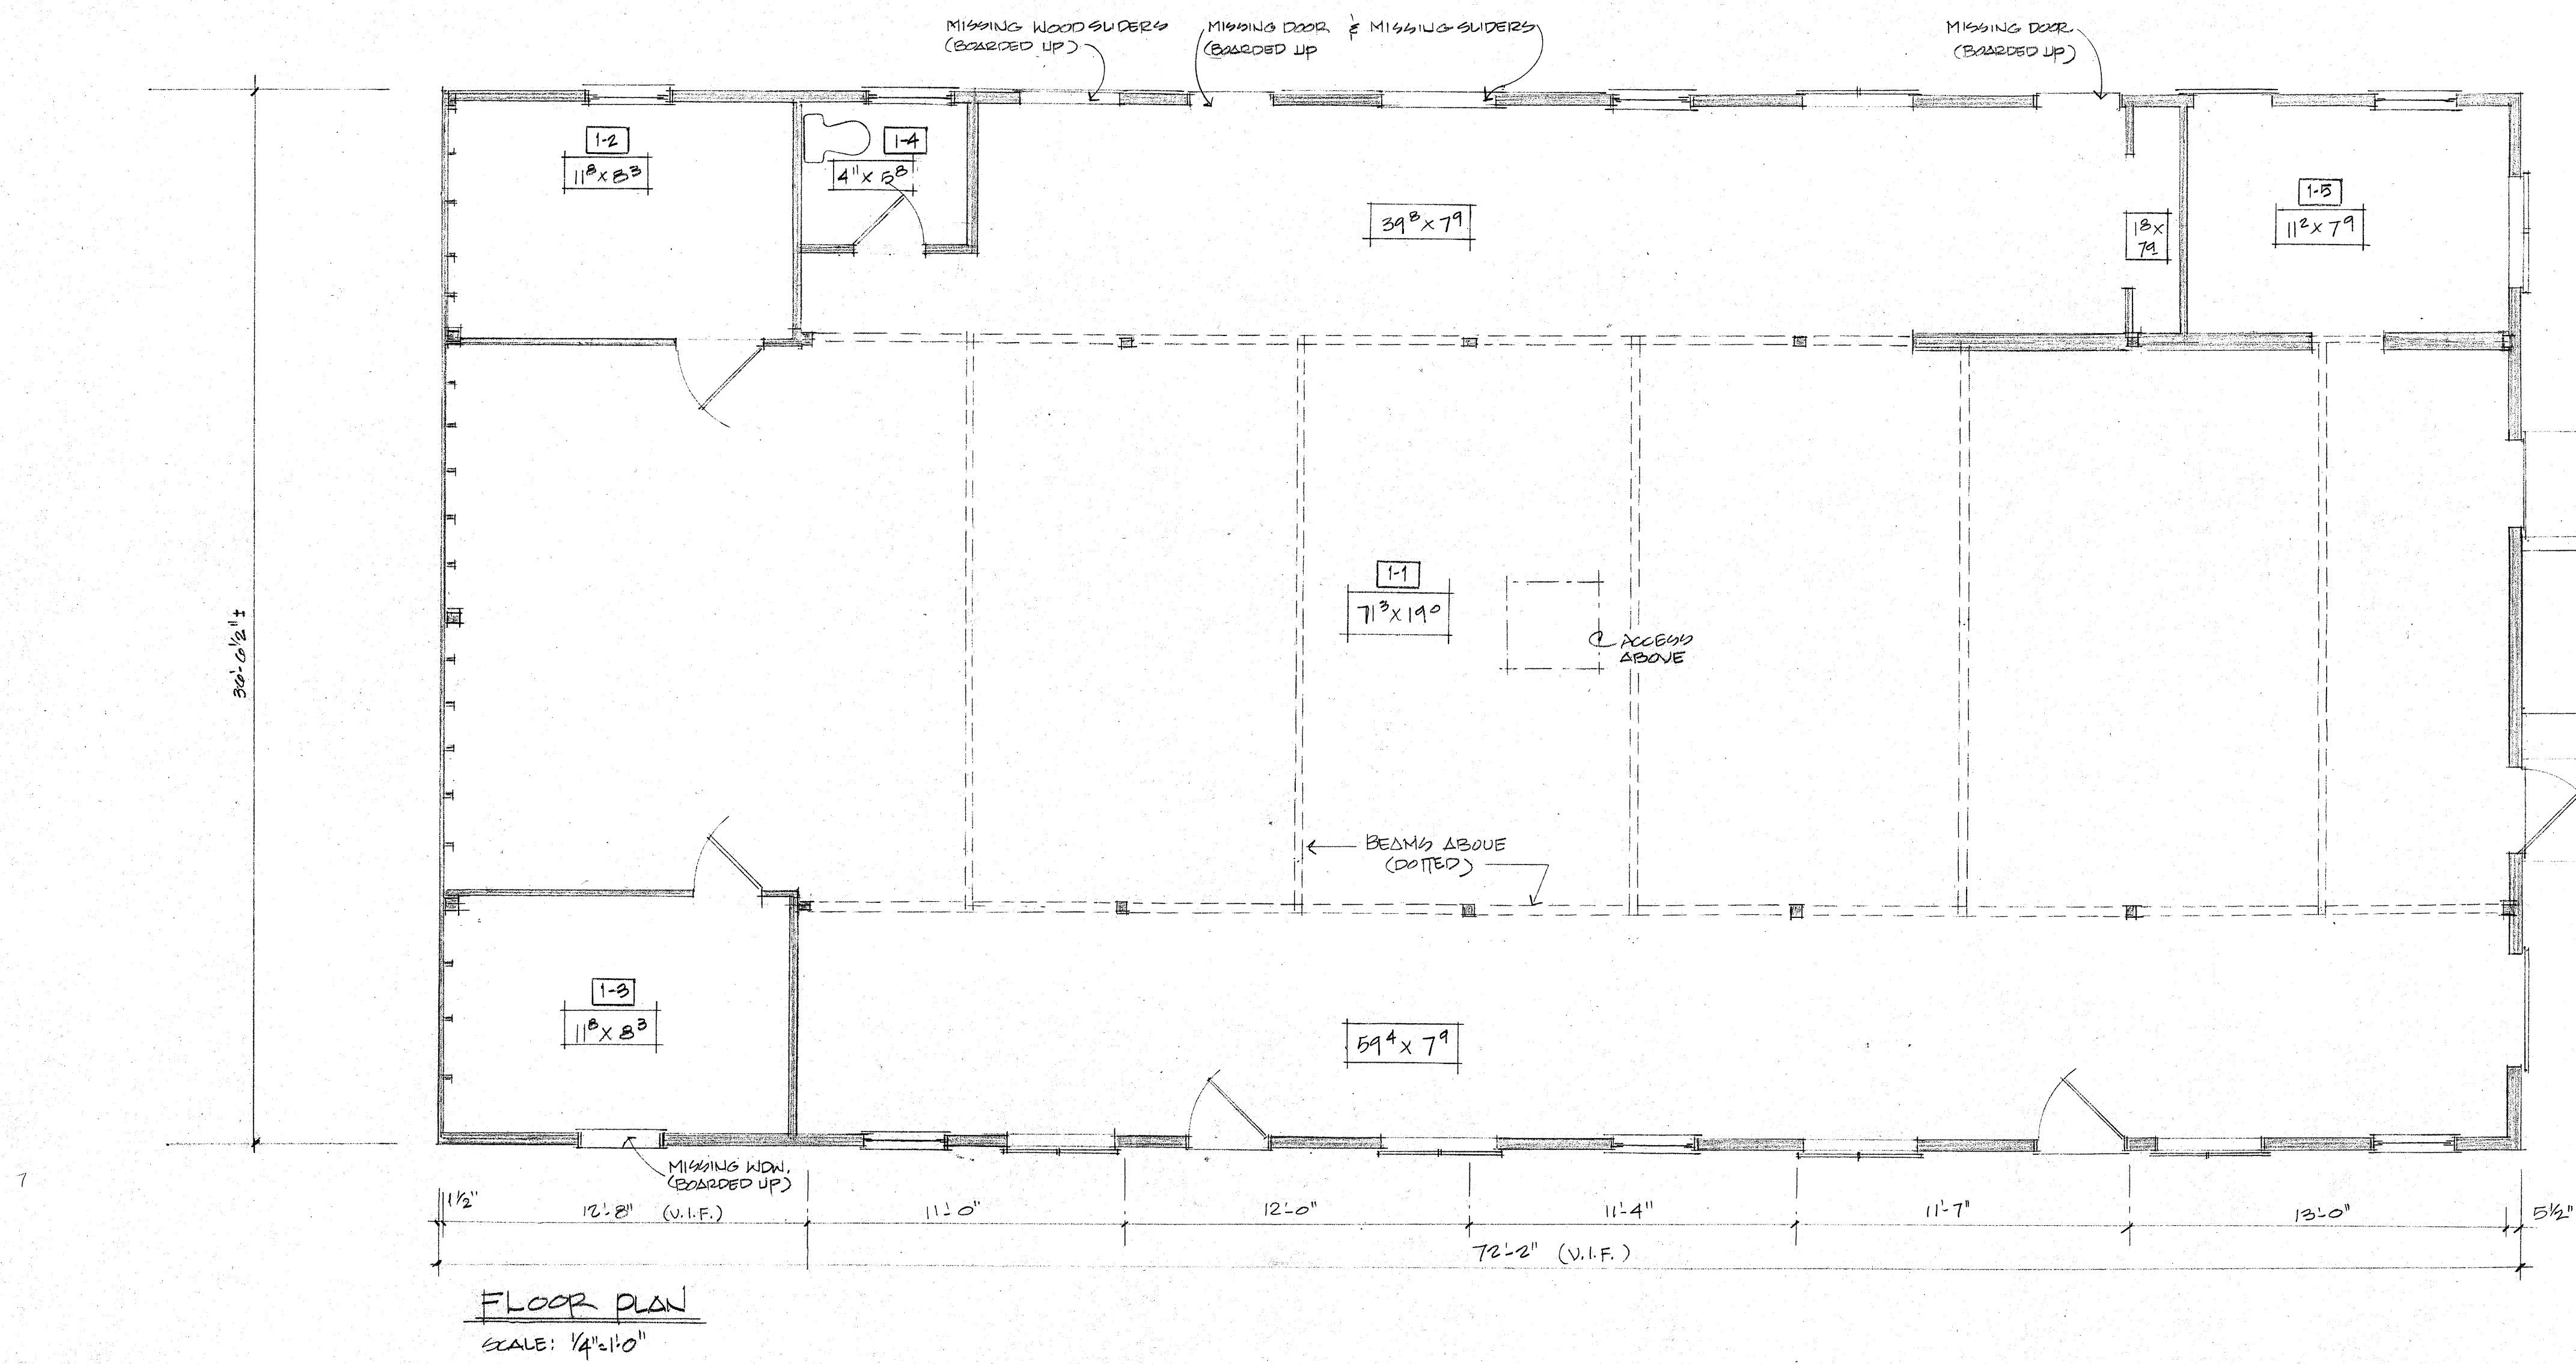 MISSING WOOD SLIDERS
(BOARDED UP)
MISSING DOOR & MISSING SLIDERS
(BOARDED UP
MISSING DOOR
(BOARDED UP)
1-2
11⁸ x 8³
1-4
4" x 5⁸
39⁸ x 7⁹
1⁸ x
7⁹
1-5
11² x 7⁹
36'-6½" ±
1-1
71³ x 19⁰
℄ ACCESS
ABOVE
BEAMS ABOVE
(DOTTED)
1-3
11⁸ x 8³
59⁴ x 7⁹
MISSING WDW.
(BOARDED UP)
1½"
12'-8" (V.I.F.)
11'-0"
12'-0"
11'-4"
11'-7"
13'-0"
5½"
72'-2" (V.I.F.)
FLOOR PLAN
SCALE: ¼"=1'-0"